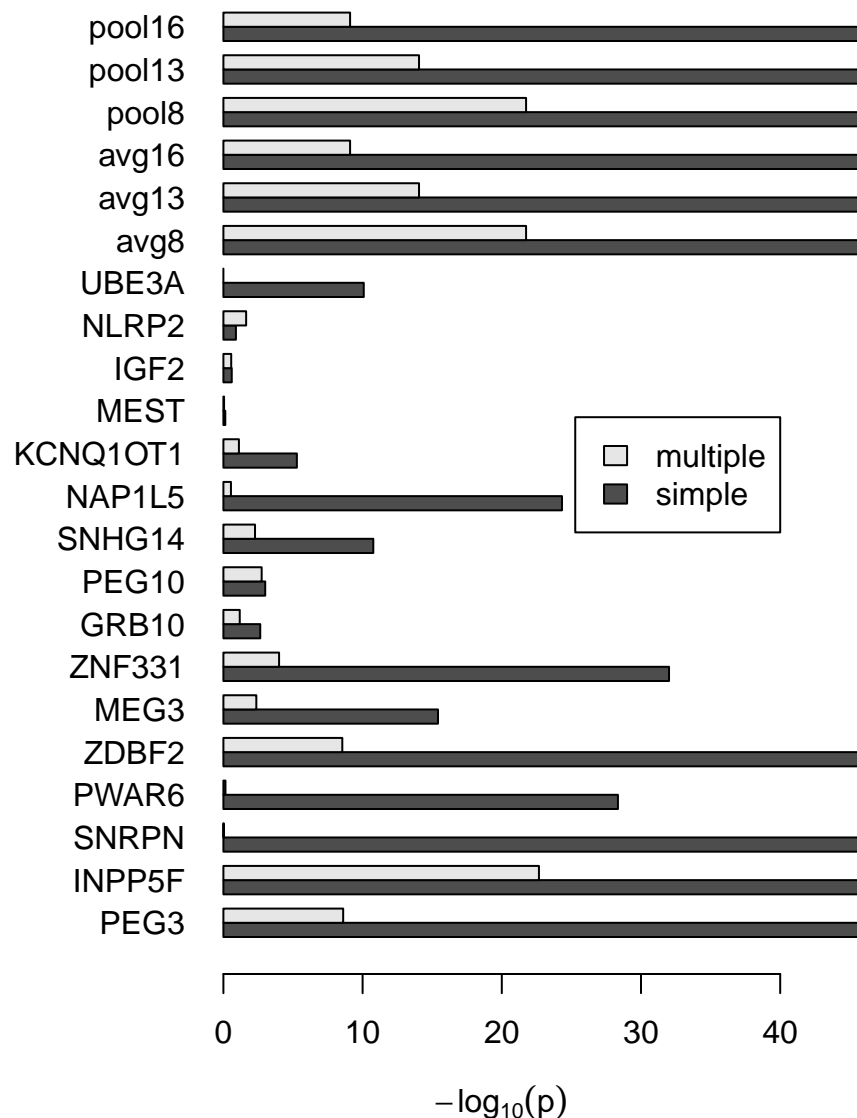 pool16
pool13
pool8
avg16
avg13
avg8
UBE3A
NLRP2
IGF2
MEST
KCNQ1OT1
NAP1L5
SNHG14
PEG10
GRB10
ZNF331
MEG3
ZDBF2
PWAR6
SNRPN
INPP5F
PEG3
multiple
simple
0 10 20 30 40
−log₁₀(p)